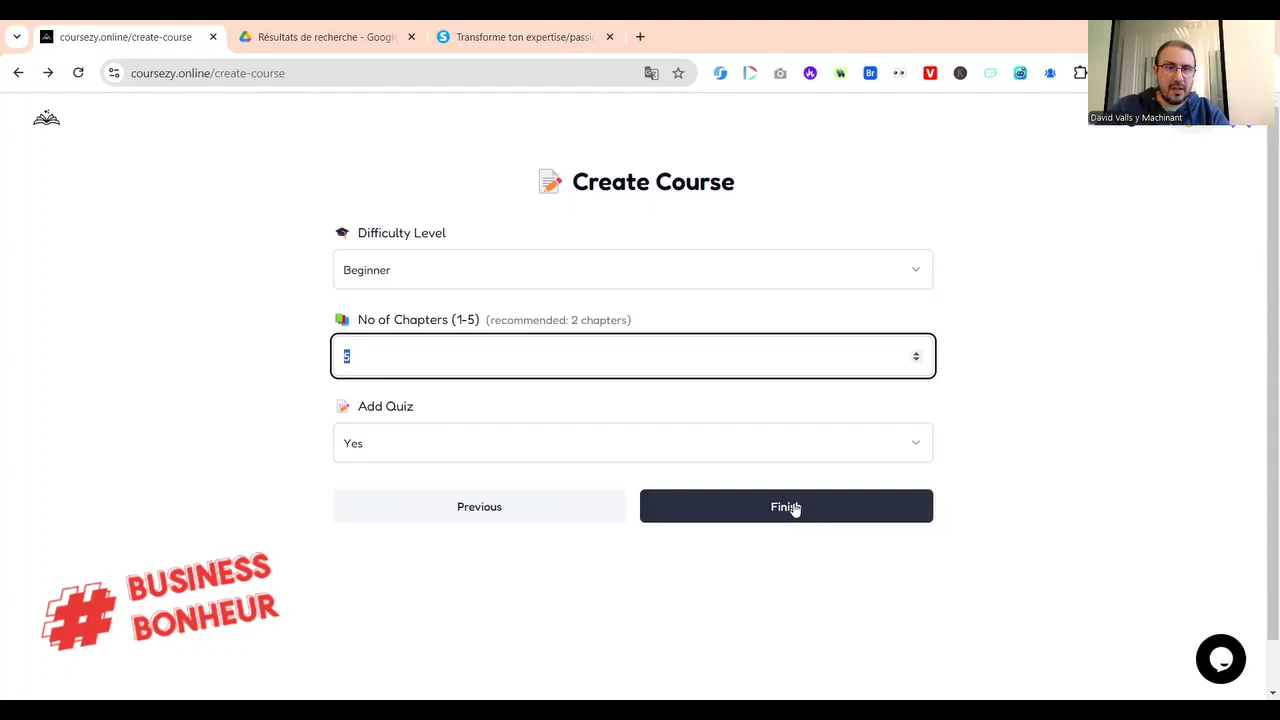 coursezy.online/create-course
Résultats de recherche - Googl
Transforme ton expertise/passi
coursezy.online/create-course
Br
V
K
David Valls y Machinant
Create Course
Difficulty Level
Beginner
No of Chapters (1-5) (recommended: 2 chapters)
5
Add Quiz
Yes
Previous
Finish
# BUSINESS
BONHEUR